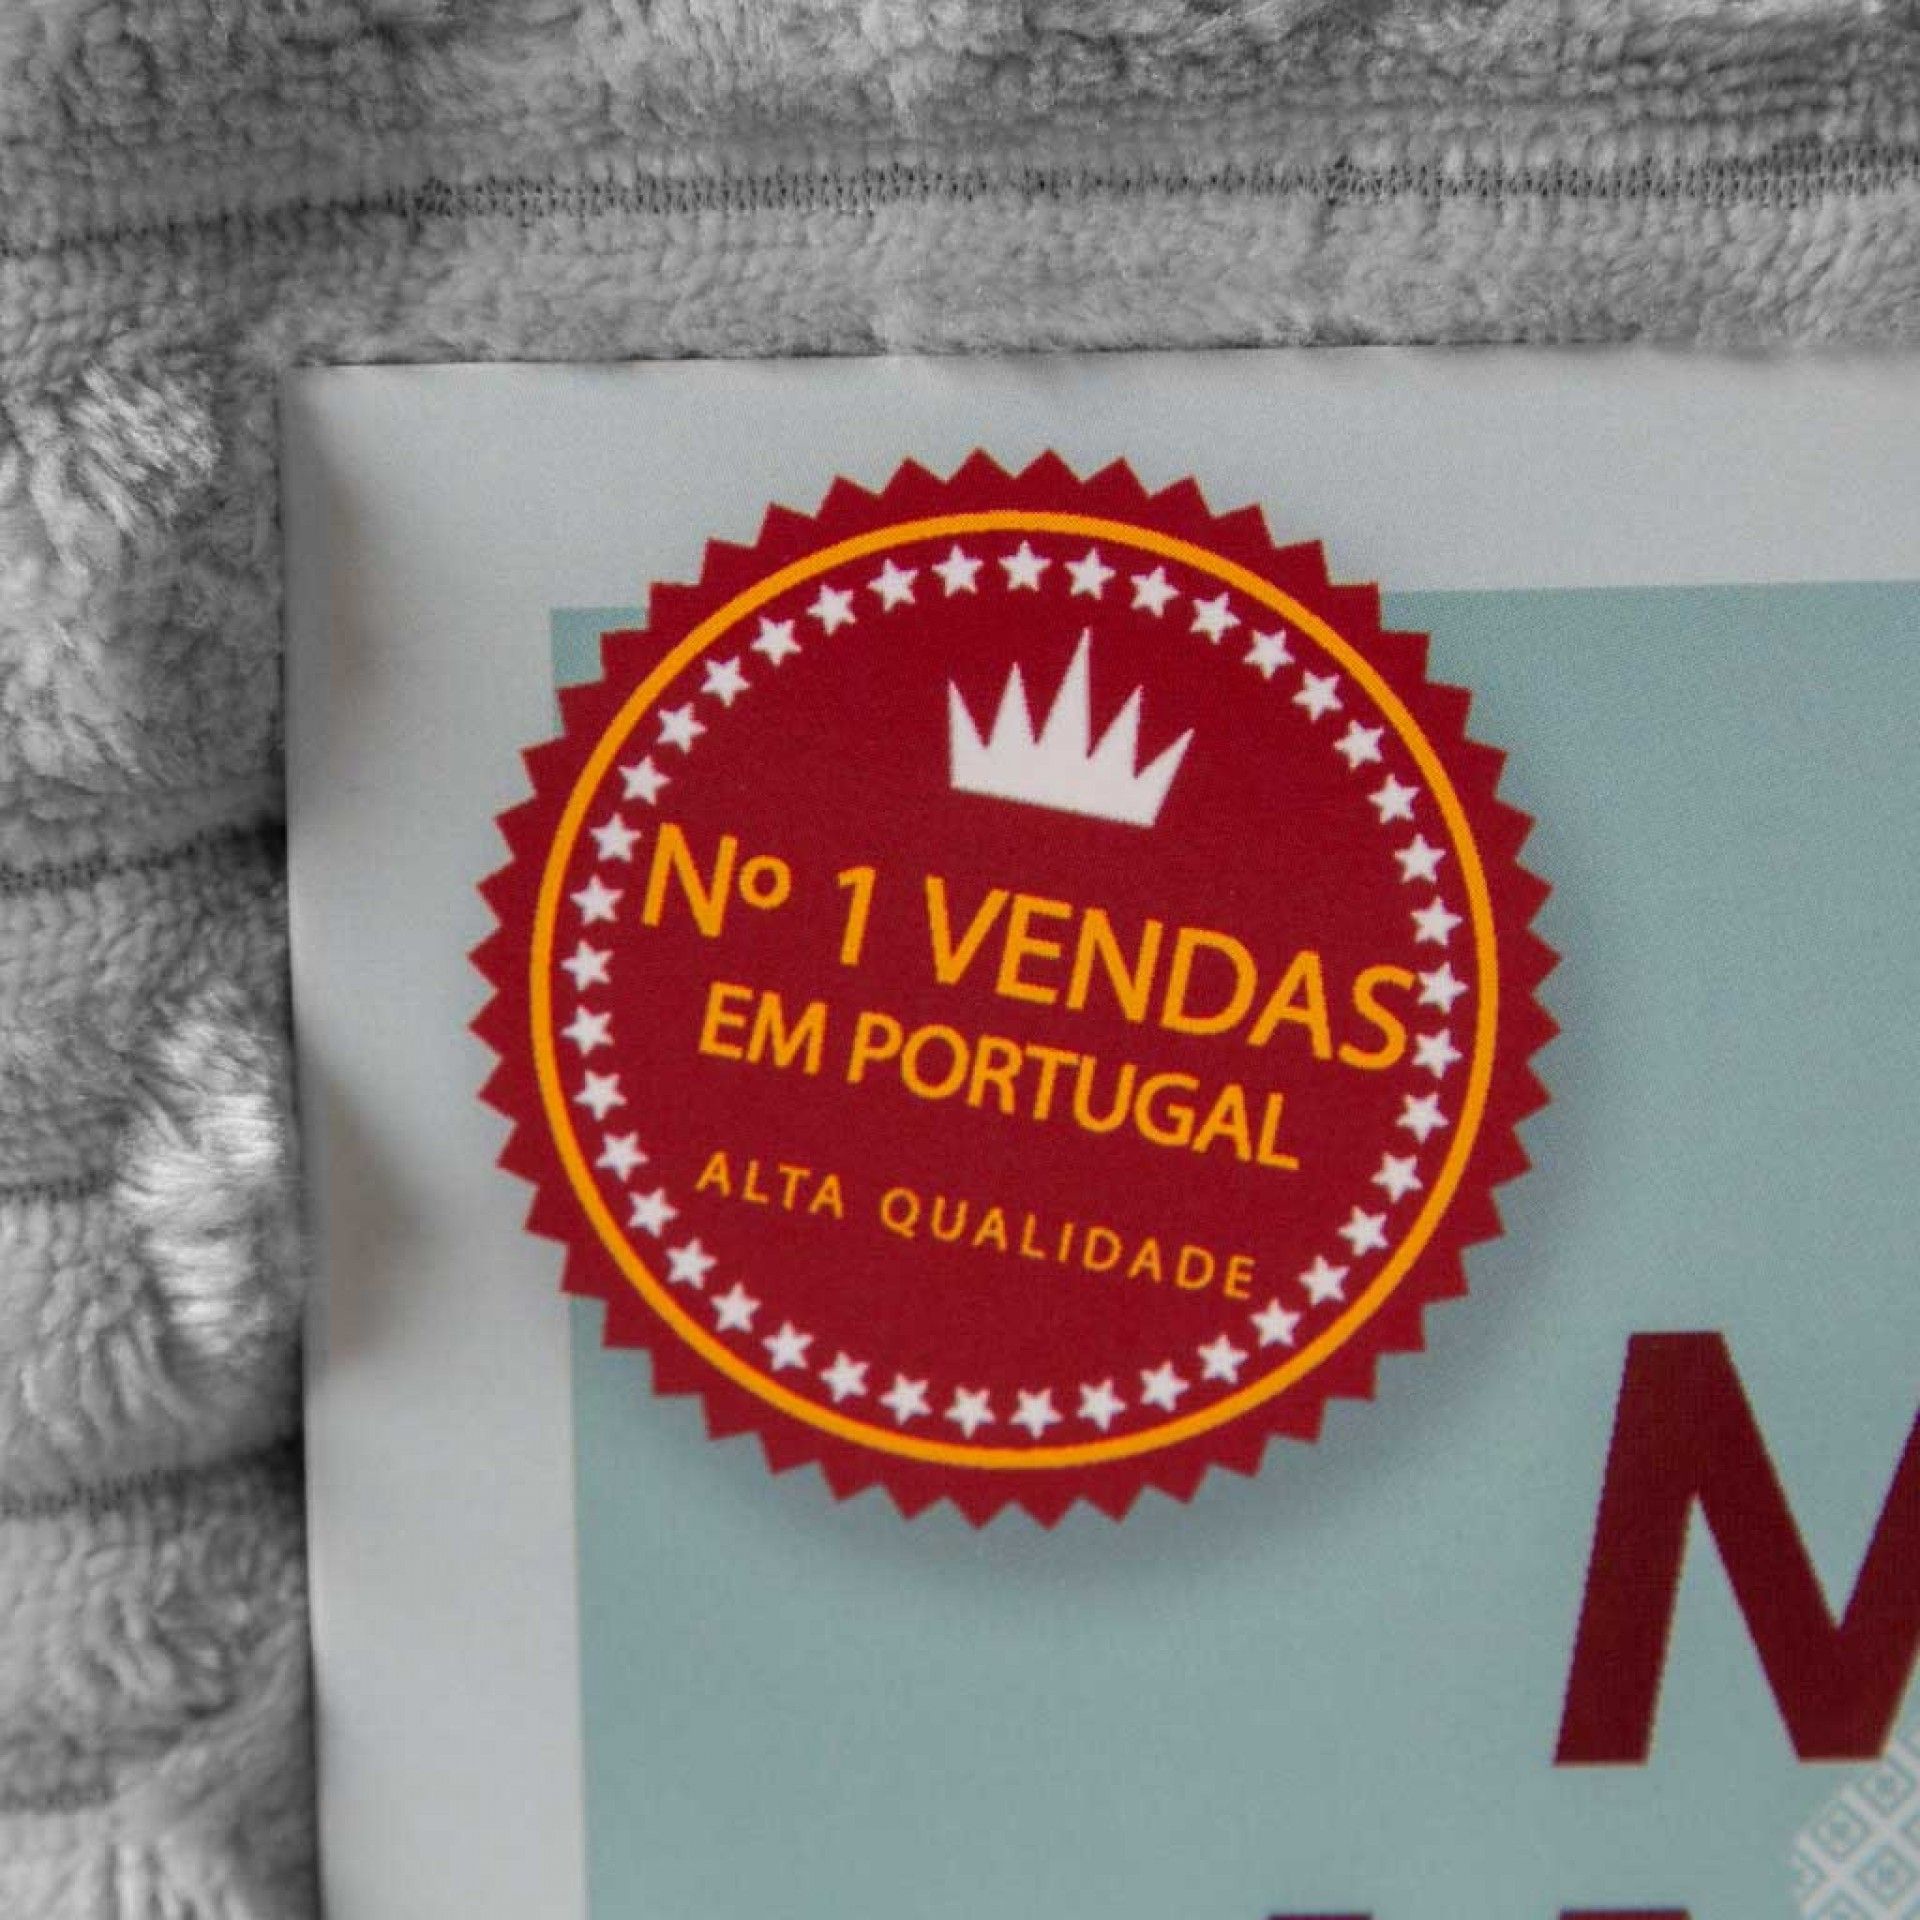 Nº 1 VENDAS
EM PORTUGAL
ALTA QUALIDADE
M